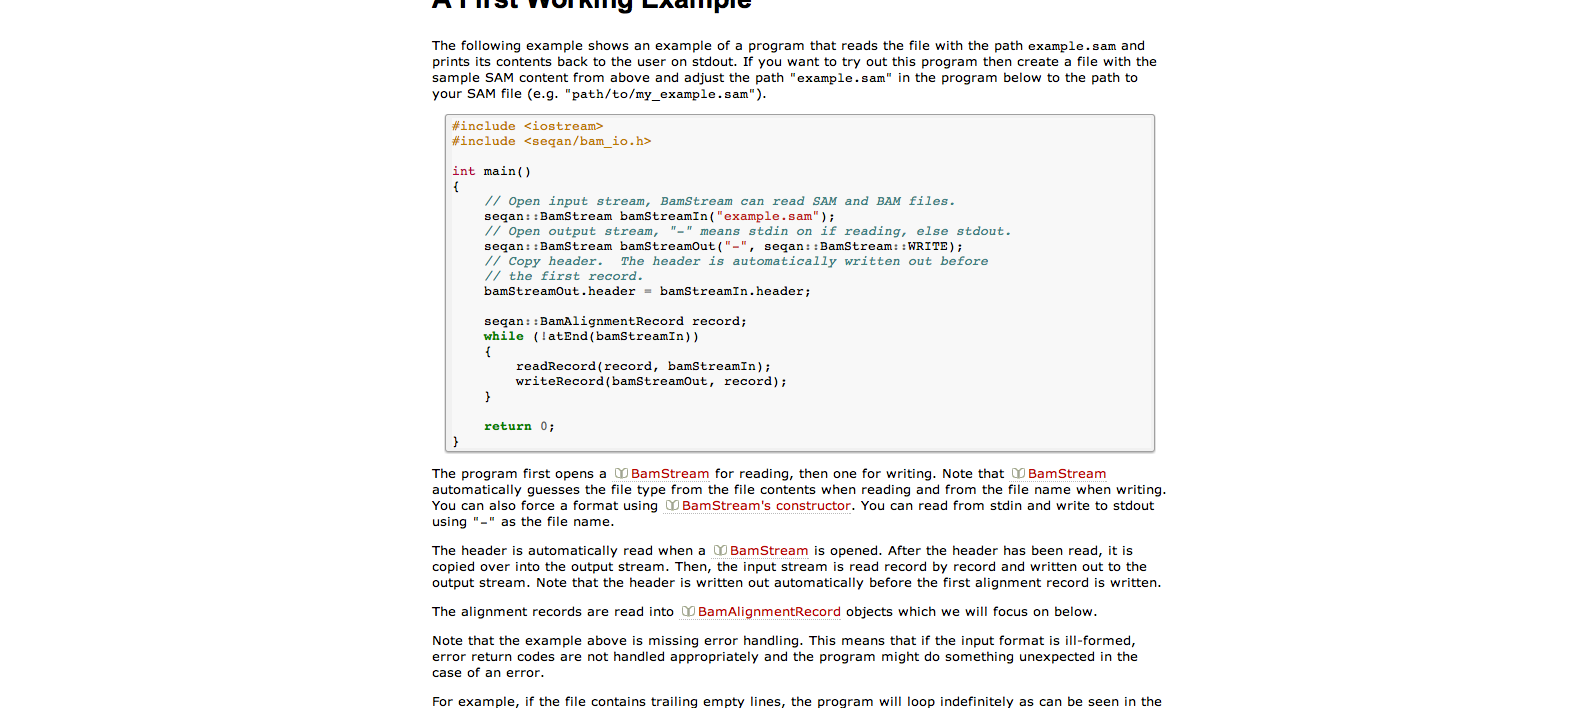 A First Working Example
The following example shows an example of a program that reads the file with the path example.sam and
prints its contents back to the user on stdout. If you want to try out this program then create a file with the
sample SAM content from above and adjust the path "example.sam" in the program below to the path to
your SAM file (e.g. "path/to/my_example.sam").
#include <iostream>
#include <seqan/bam_io.h>
int main()
{
// Open input stream, BamStream can read SAM and BAM files.
seqan::BamStream bamStreamIn("example.sam");
// Open output stream, "-" means stdin on if reading, else stdout.
seqan::BamStream bamStreamOut("-", seqan::BamStream::WRITE);
// Copy header.  The header is automatically written out before
// the first record.
bamStreamOut.header = bamStreamIn.header;
seqan::BamAlignmentRecord record;
while (!atEnd(bamStreamIn))
{
readRecord(record, bamStreamIn);
writeRecord(bamStreamOut, record);
}
return 0;
}
The program first opens a BamStream for reading, then one for writing. Note that BamStream
automatically guesses the file type from the file contents when reading and from the file name when writing.
You can also force a format using BamStream's constructor. You can read from stdin and write to stdout
using "-" as the file name.
The header is automatically read when a BamStream is opened. After the header has been read, it is
copied over into the output stream. Then, the input stream is read record by record and written out to the
output stream. Note that the header is written out automatically before the first alignment record is written.
The alignment records are read into BamAlignmentRecord objects which we will focus on below.
Note that the example above is missing error handling. This means that if the input format is ill-formed,
error return codes are not handled appropriately and the program might do something unexpected in the
case of an error.
For example, if the file contains trailing empty lines, the program will loop indefinitely as can be seen in the